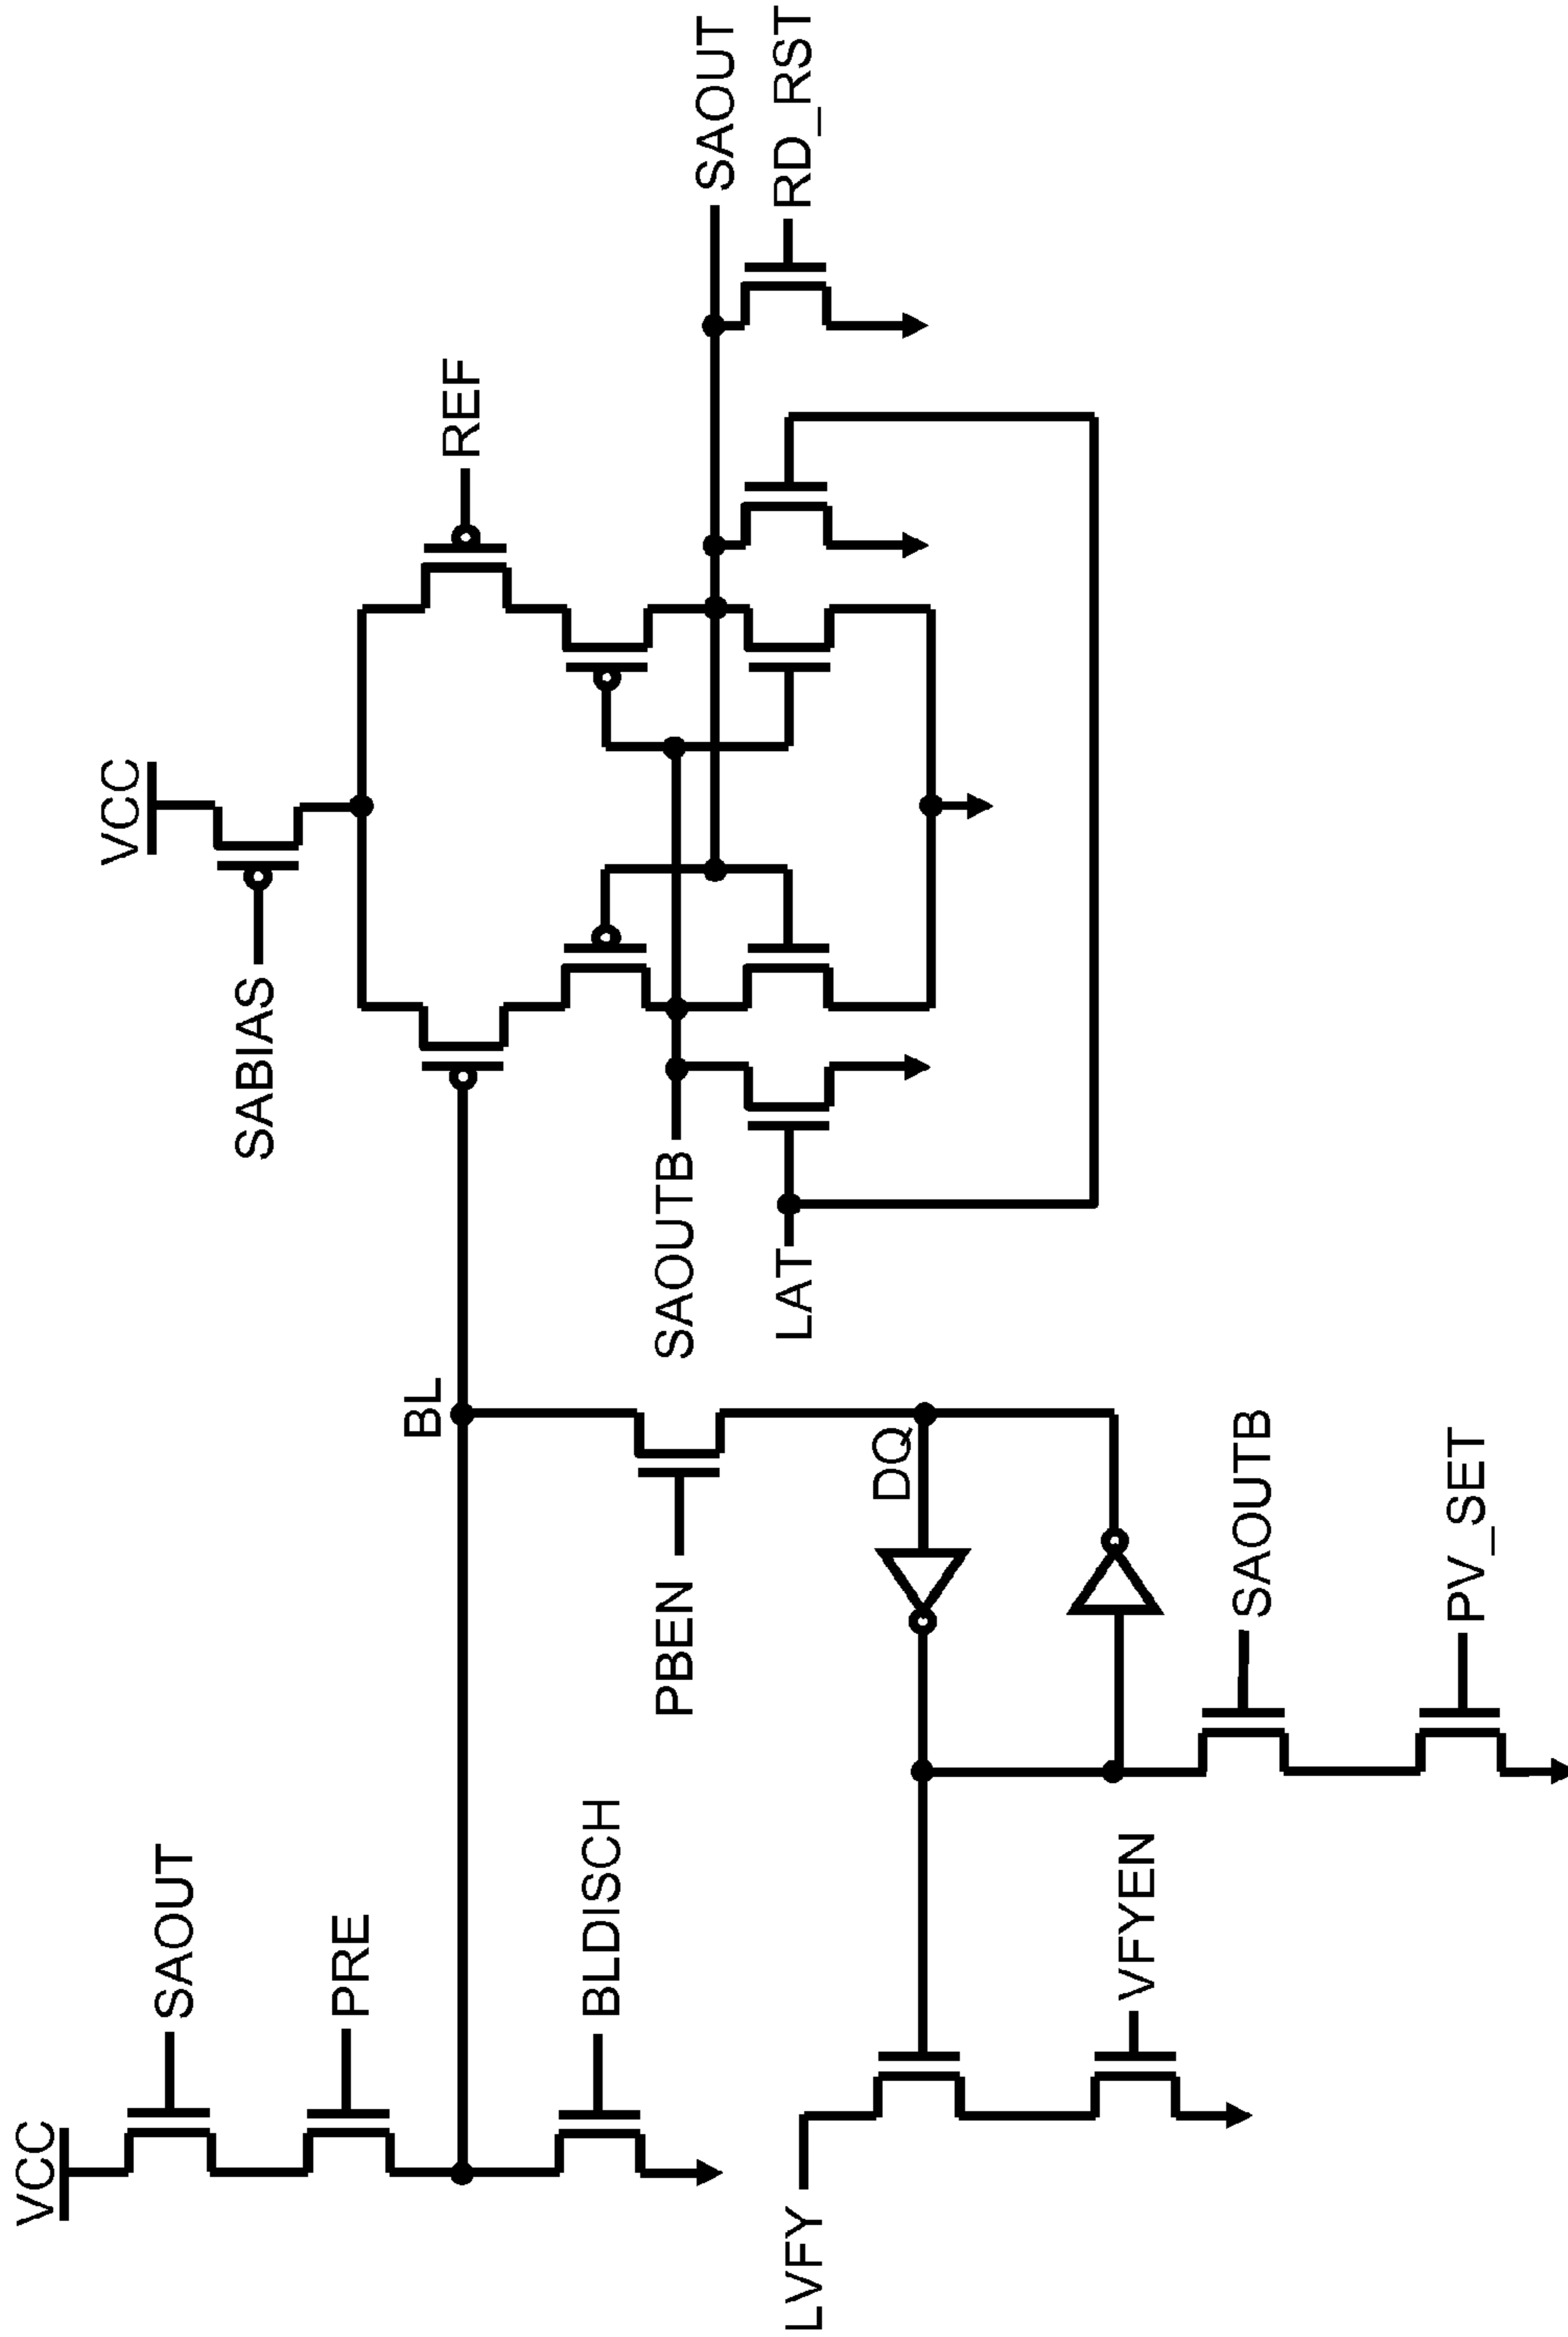 VCC
SAOUT
PRE
BLDISCH
LVFY
VFYEN
BL
PBEN
DQ
SAOUTB
PV_SET
VCC
SABIAS
REF
SAOUTB
LAT
SAOUT
RD_RST